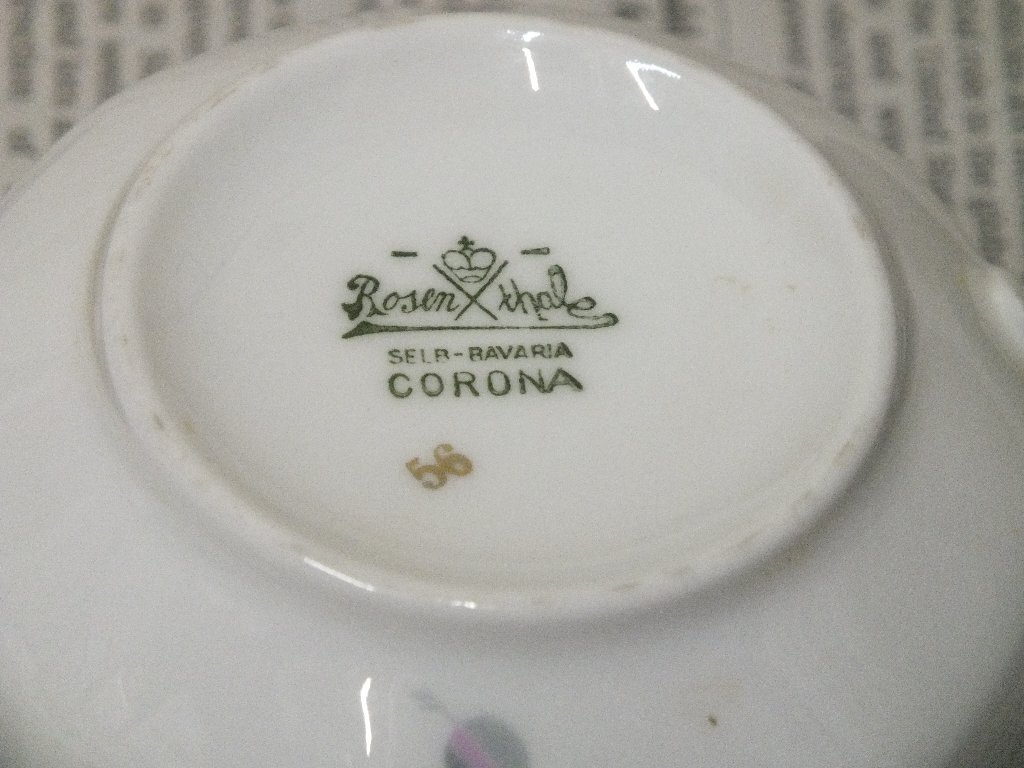 Rosenthal
SELB-BAVARIA
CORONA
56